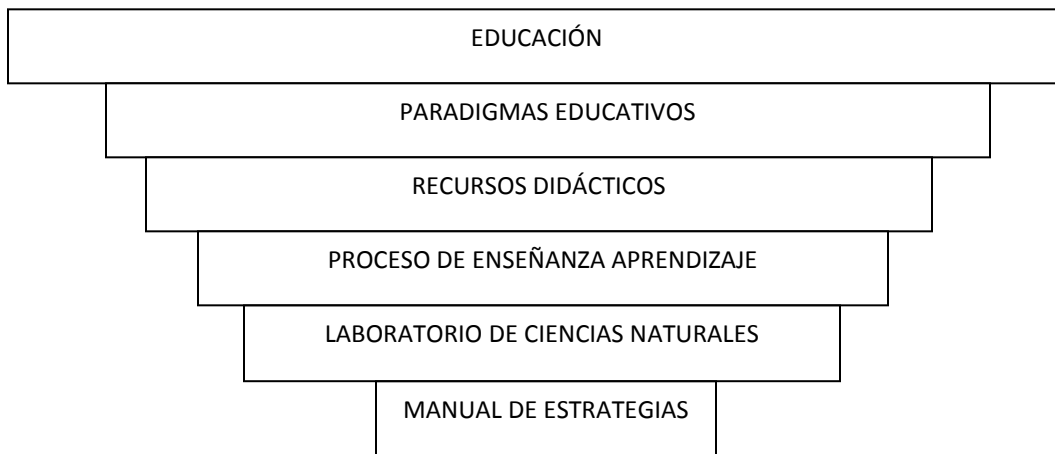 EDUCACIÓN
PARADIGMAS EDUCATIVOS
RECURSOS DIDÁCTICOS
PROCESO DE ENSEÑANZA APRENDIZAJE
LABORATORIO DE CIENCIAS NATURALES
MANUAL DE ESTRATEGIAS